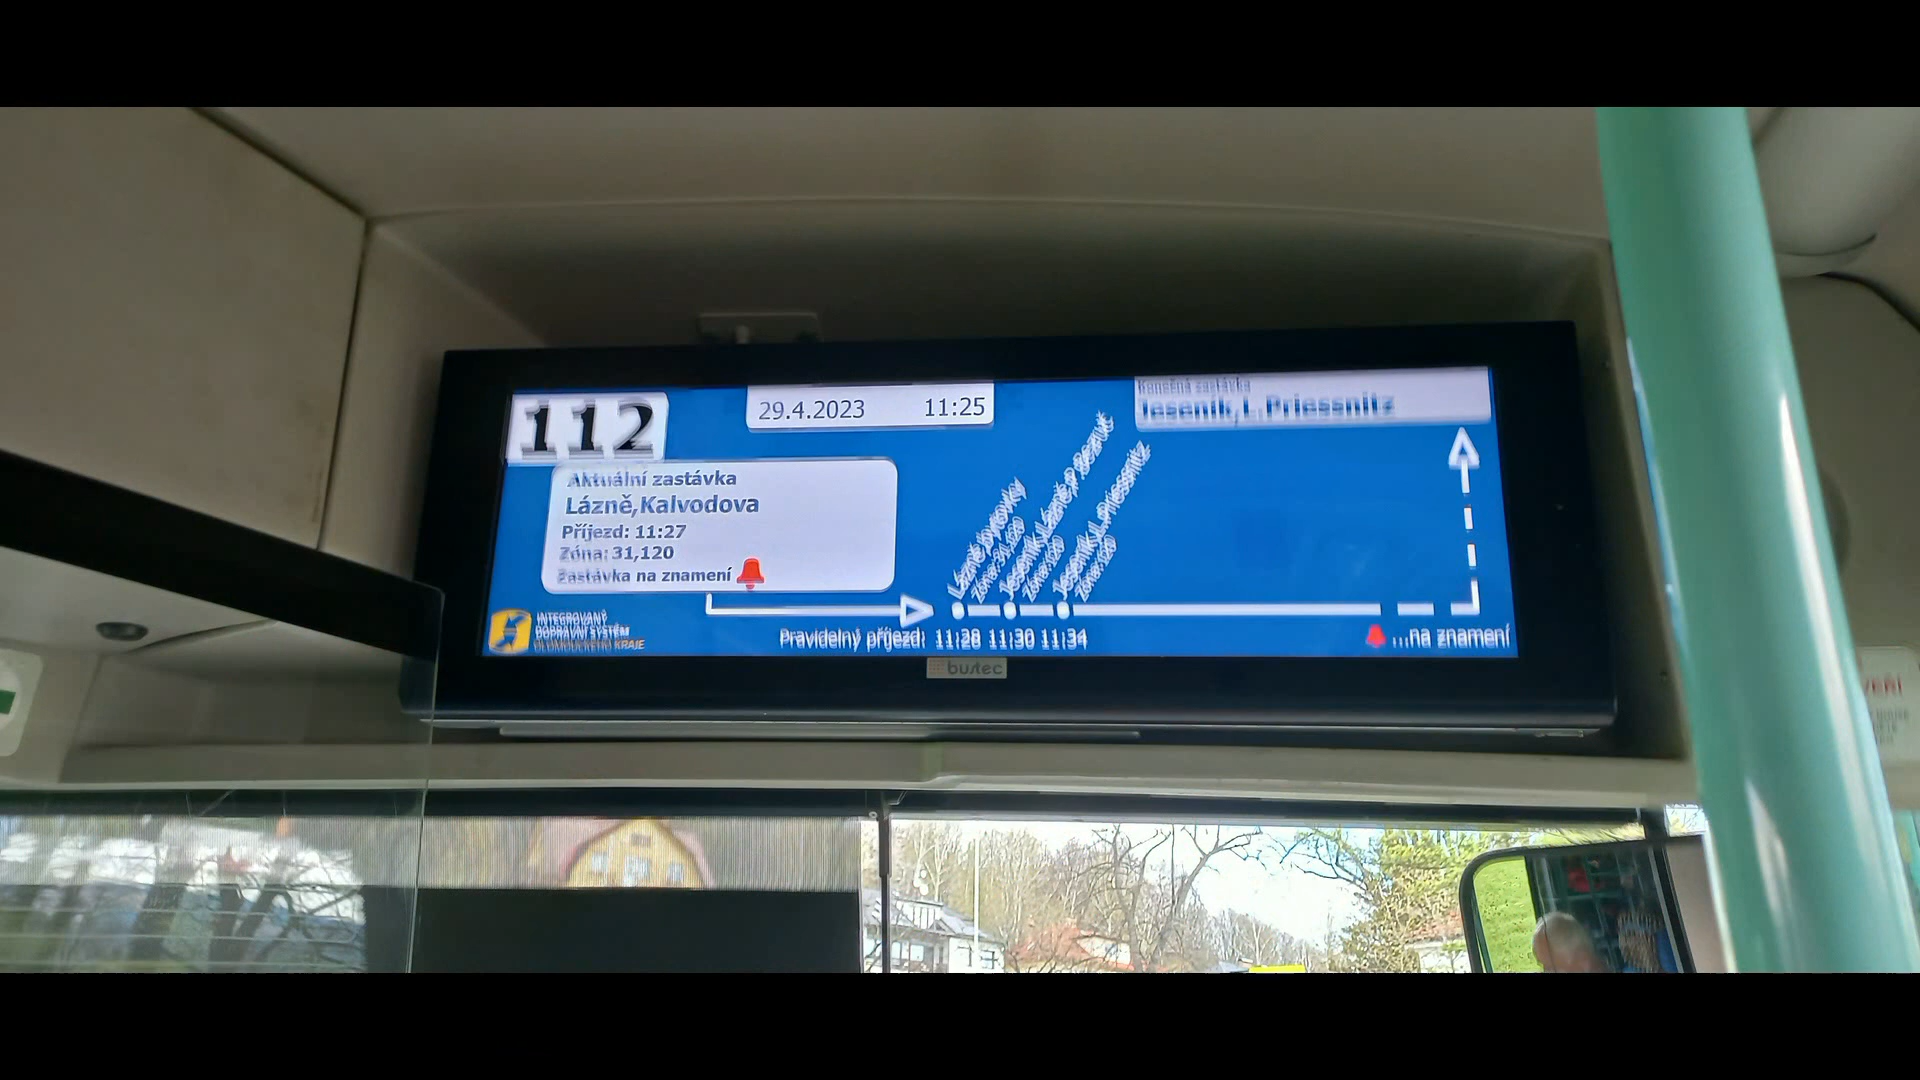 112
29.4.2023 11:25
Konečná zastávka
Jeseník,L.Priessnitz
Aktuální zastávka
Lázně,Kalvodova
Příjezd: 11:27
Zóna: 31,120
Zastávka na znamení
Lázně,byrovky
Zóna: 31,120
Jeseník,Lázně,P.Bezruč
Zóna: 120
Jeseník,L.Priessnitz
Zóna: 120
INTEGROVANÝ
DOPRAVNÍ SYSTÉM
OLOMOUCKÉHO KRAJE
Pravidelný příjezd: 11:28 11:30 11:34
...na znamení
bustec